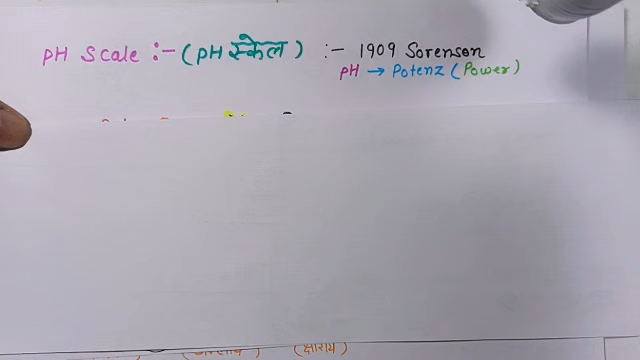 pH Scale :- (pH स्केल) :- 1909 Sorenson
pH → Potenz (Power)
(क्षारीय)